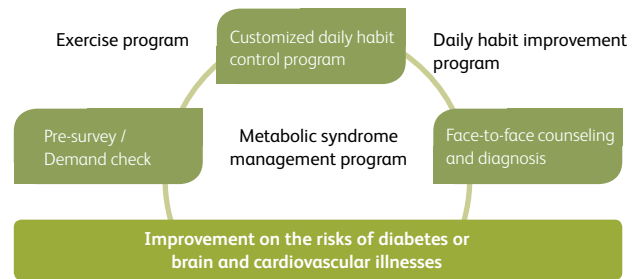 Exercise program
Customized daily habit
control program
Daily habit improvement
program
Pre-survey /
Demand check
Metabolic syndrome
management program
Face-to-face counseling
and diagnosis
Improvement on the risks of diabetes or
brain and cardiovascular illnesses